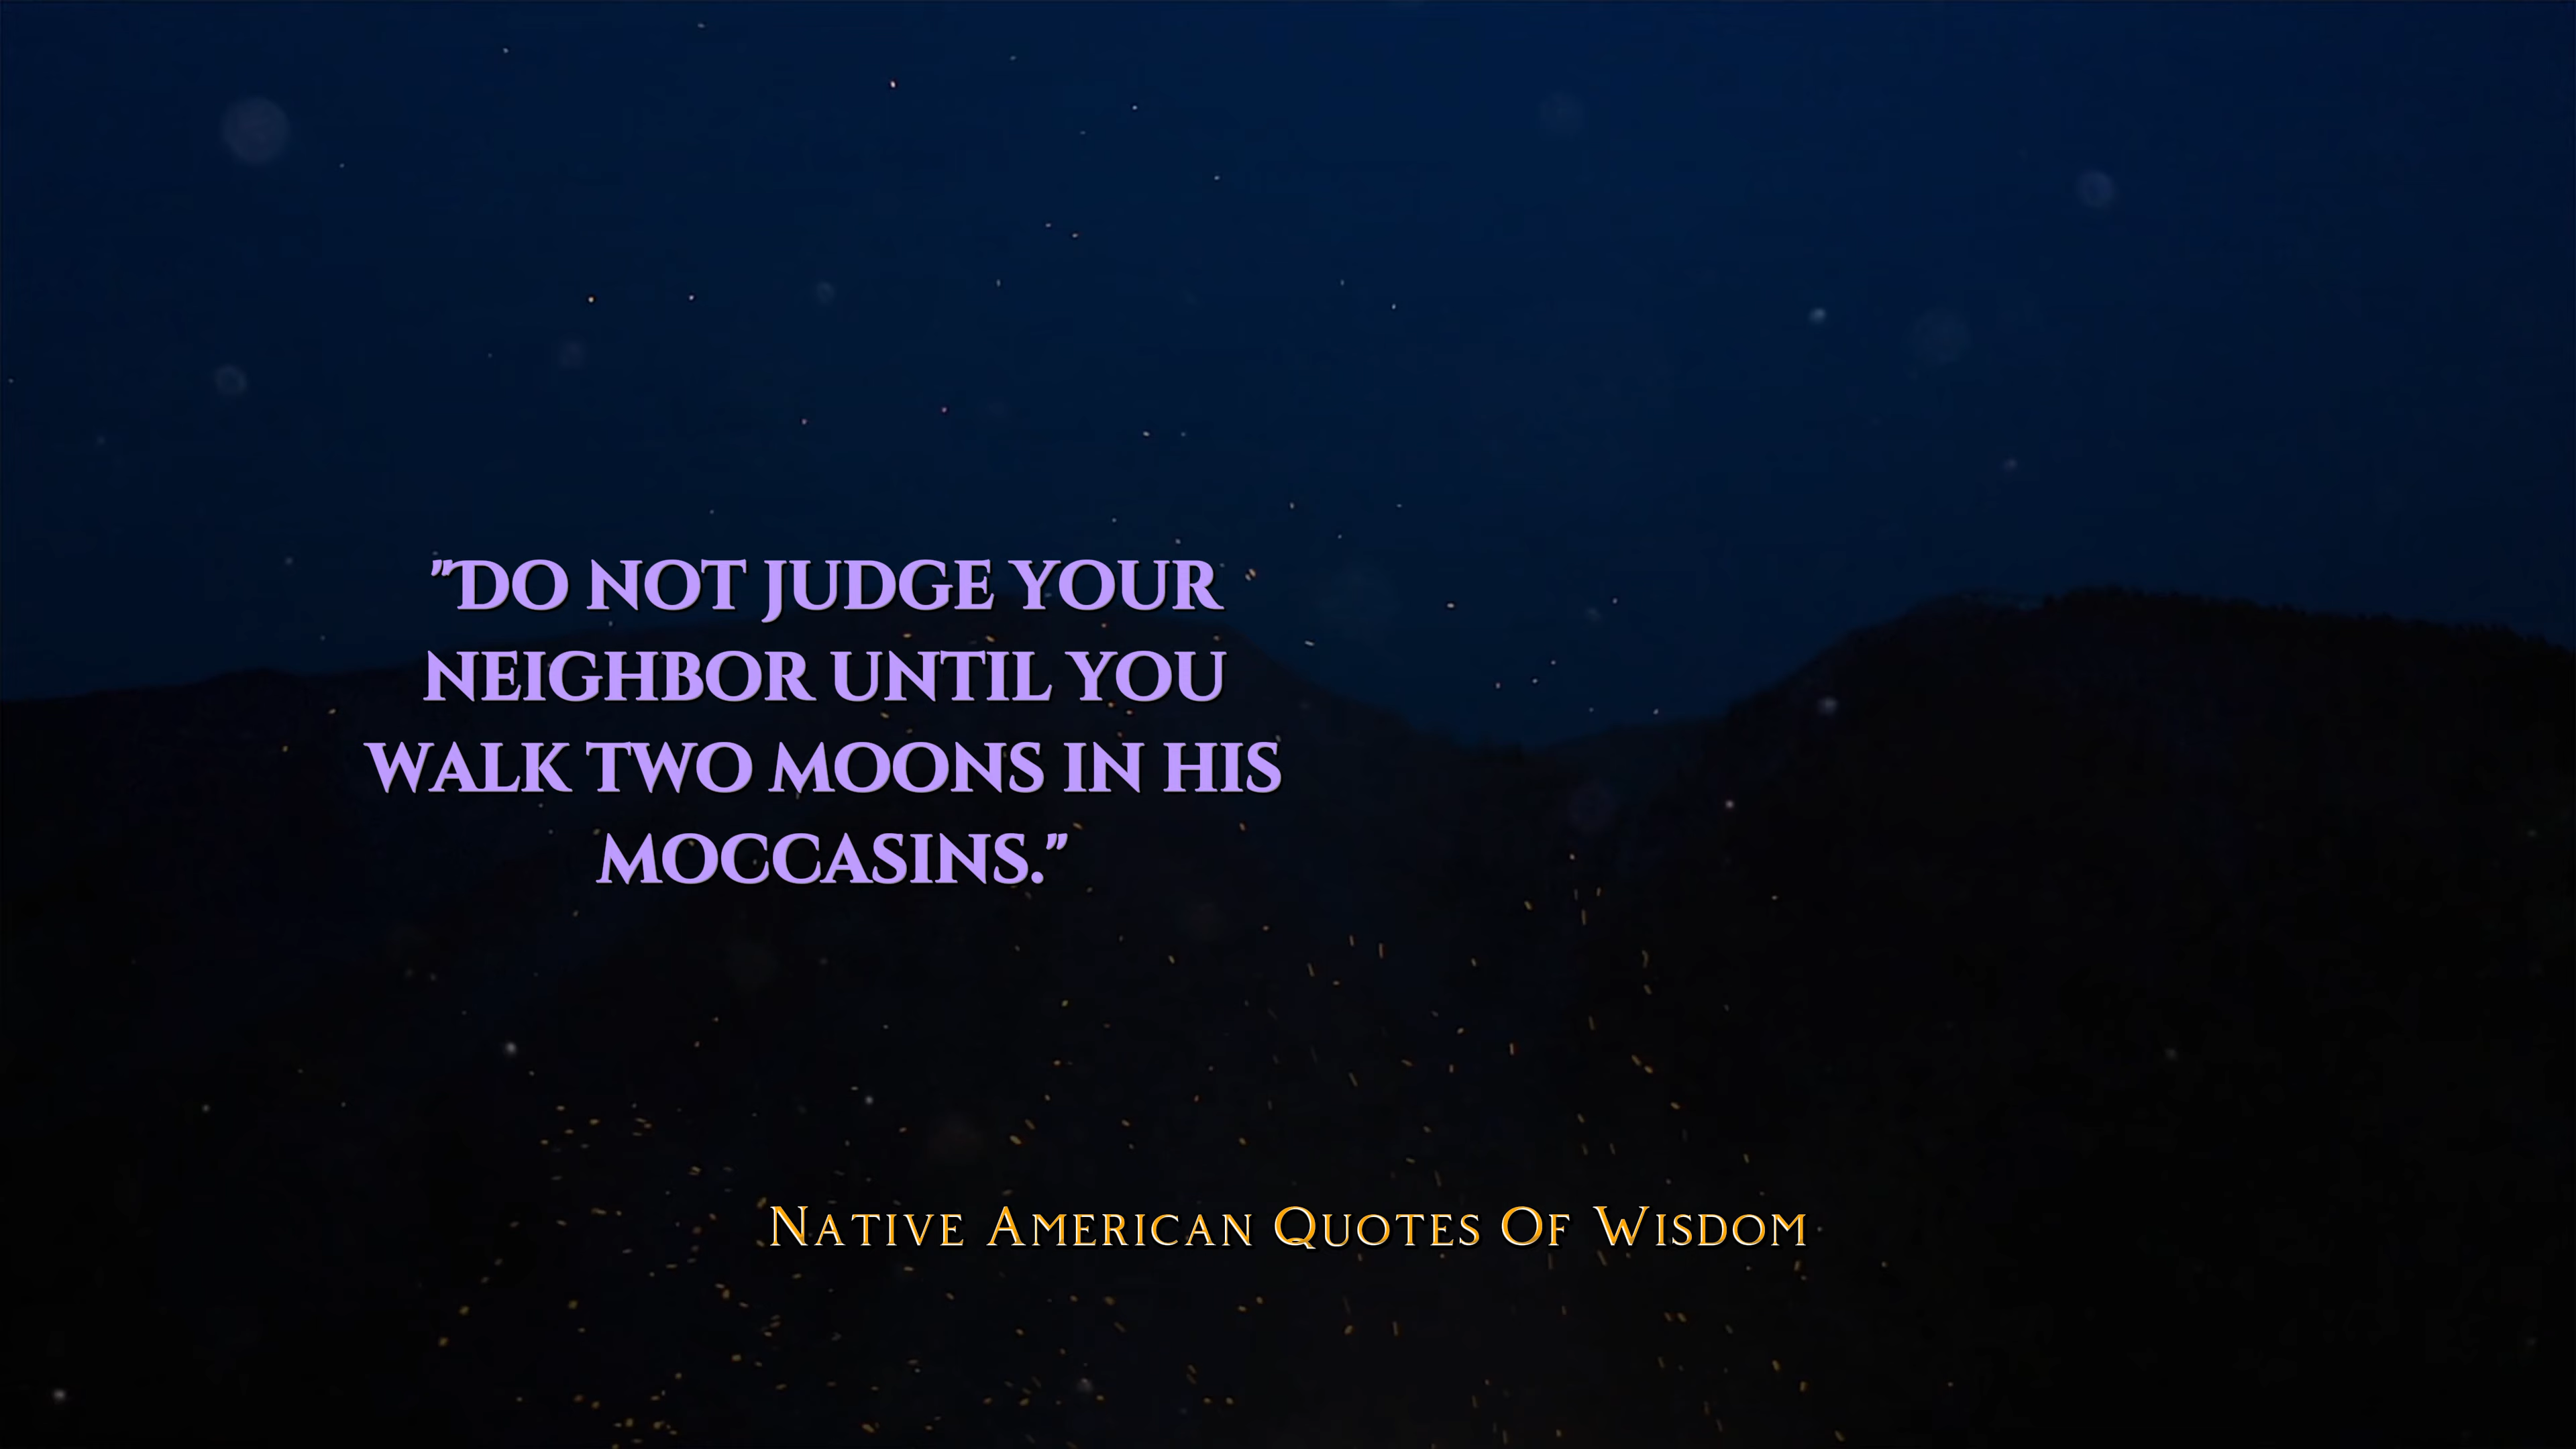 "Do not judge your
neighbor until you
walk two moons in his
moccasins."
Native American Quotes Of Wisdom